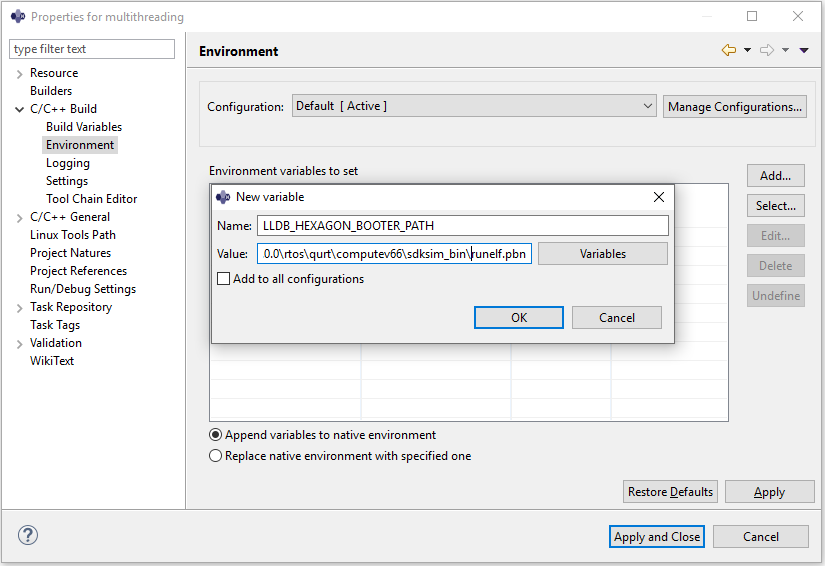 Properties for multithreading
type filter text
Resource
Builders
C/C++ Build
Build Variables
Environment
Logging
Settings
Tool Chain Editor
C/C++ General
Linux Tools Path
Project Natures
Project References
Run/Debug Settings
Task Repository
Task Tags
Validation
WikiText
Environment
Configuration: Default [ Active ] Manage Configurations...
Environment variables to set
Add...
Select...
Edit...
Delete
Undefine
New variable
Name: LLDB_HEXAGON_BOOTER_PATH
Value: 0.0\rtos\qurt\computev66\sdksim_bin\runelf.pbn Variables
Add to all configurations
OK Cancel
Append variables to native environment
Replace native environment with specified one
Restore Defaults Apply
? Apply and Close Cancel